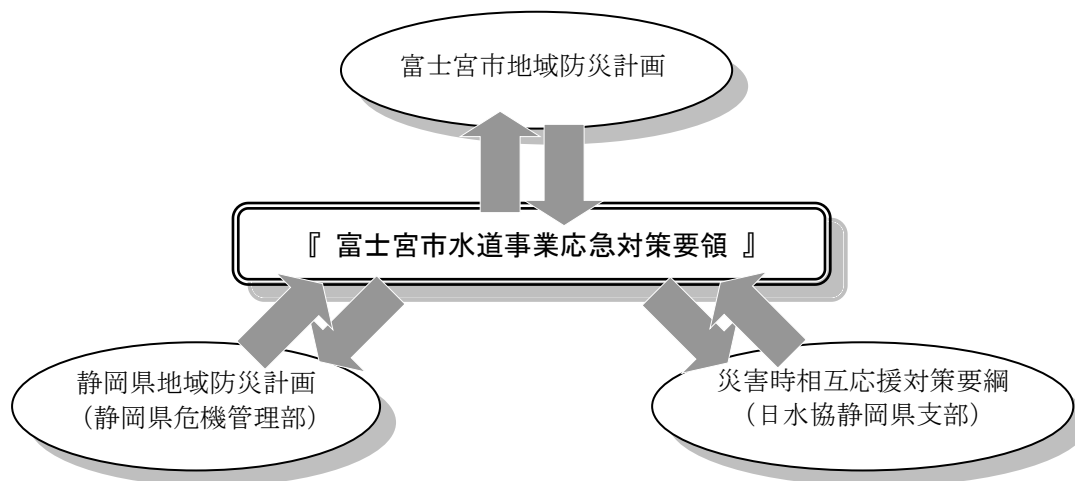 富士宮市地域防災計画
『 富士宮市水道事業応急対策要領 』
静岡県地域防災計画
（静岡県危機管理部）
災害時相互応援対策要綱
（日水協静岡県支部）